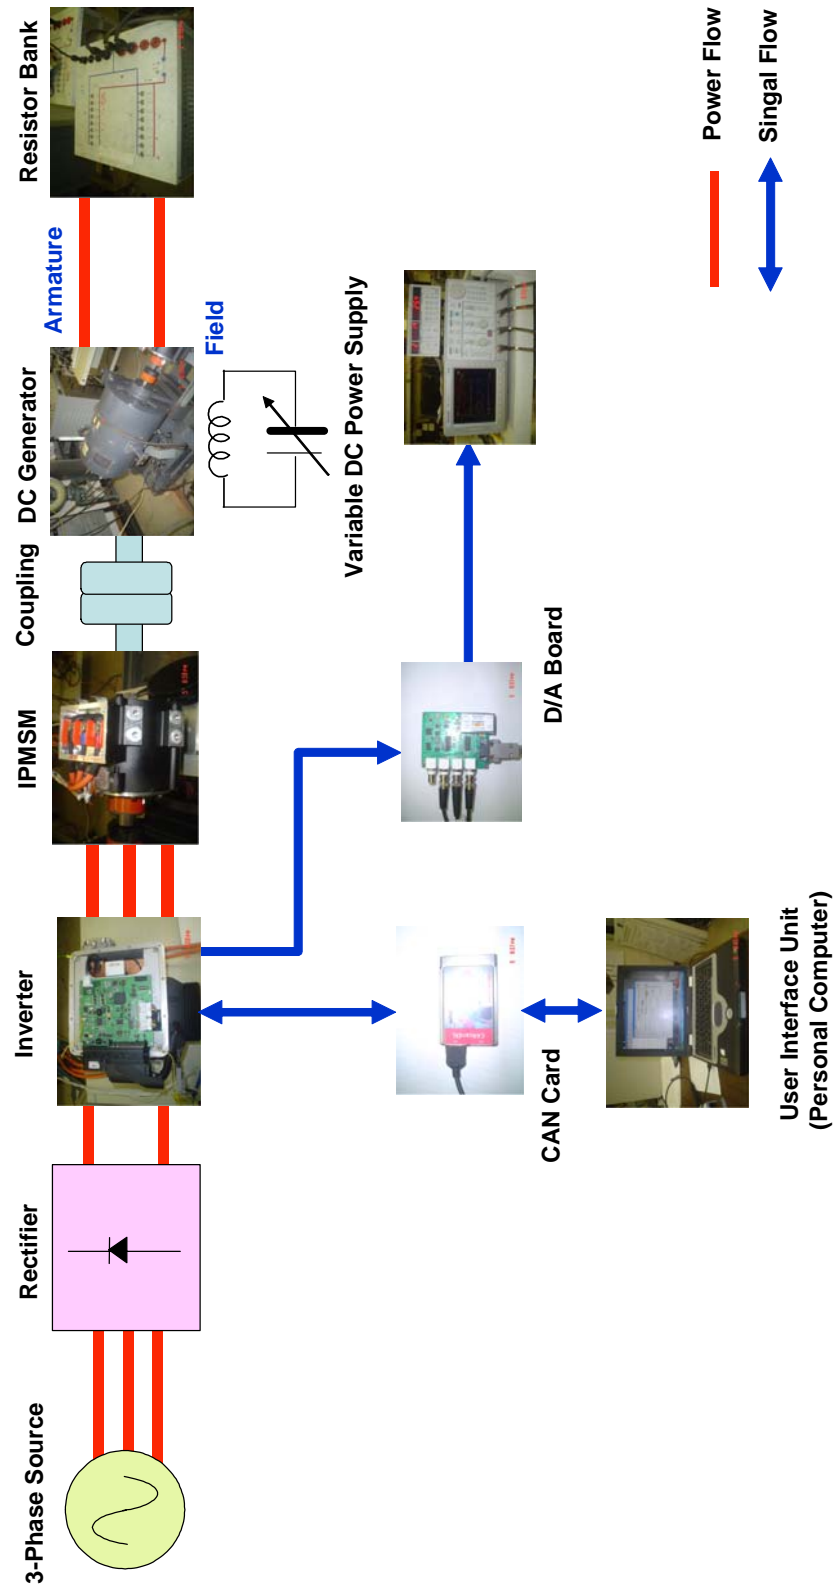 3-Phase Source
Rectifier
Inverter
IPMSM
Coupling
DC Generator
Armature
Resistor Bank
Field
Variable DC Power Supply
CAN Card
D/A Board
User Interface Unit
(Personal Computer)
Power Flow
Singal Flow